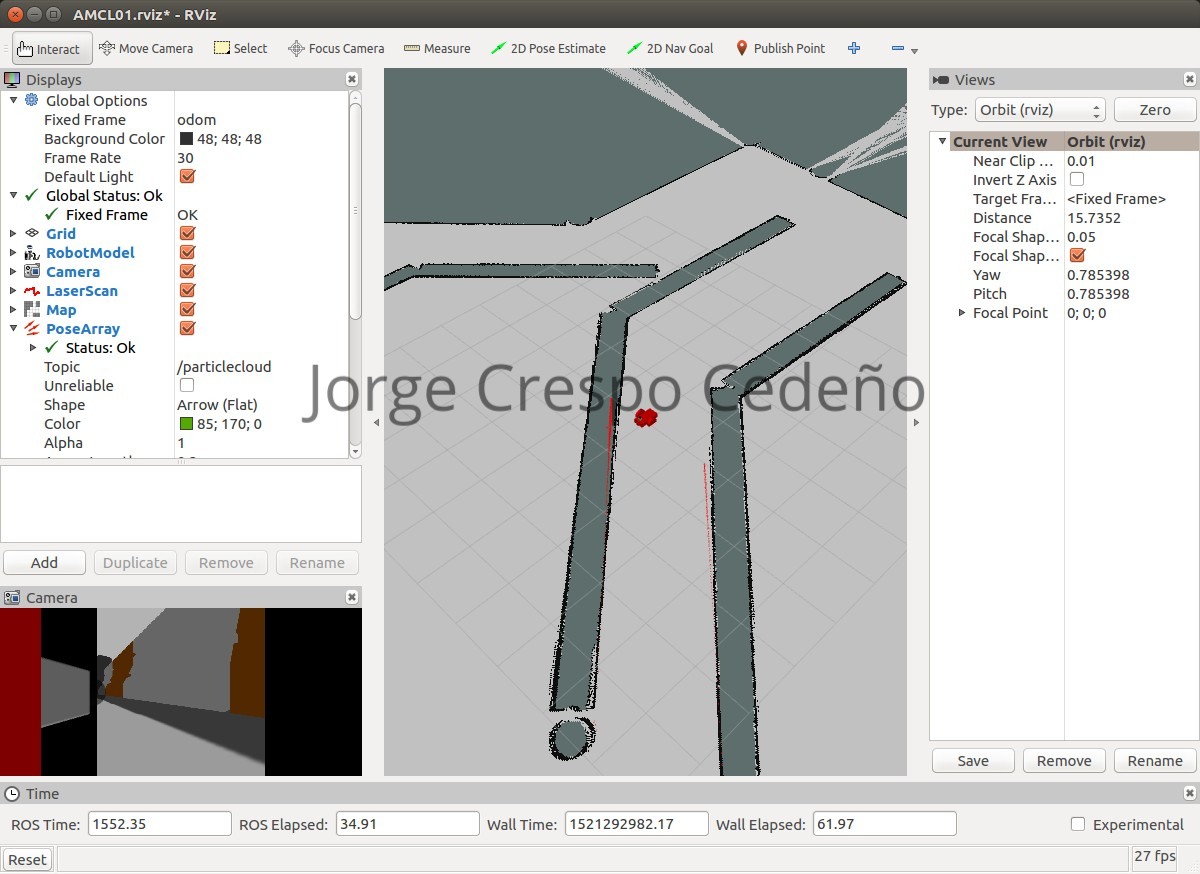 AMCL01.rviz* - RViz
Interact Move Camera Select Focus Camera Measure 2D Pose Estimate 2D Nav Goal Publish Point
Displays
Global Options
Fixed Frame odom
Background Color 48; 48; 48
Frame Rate 30
Default Light
Global Status: Ok
Fixed Frame OK
Grid
RobotModel
Camera
LaserScan
Map
PoseArray
Status: Ok
Topic /particlecloud
Unreliable
Shape Arrow (Flat)
Color 85; 170; 0
Alpha 1
Add Duplicate Remove Rename
Camera
Jorge Crespo Cedeño
Views
Type: Orbit (rviz) Zero
Current View Orbit (rviz)
Near Clip ... 0.01
Invert Z Axis
Target Fra... <Fixed Frame>
Distance 15.7352
Focal Shap... 0.05
Focal Shap...
Yaw 0.785398
Pitch 0.785398
Focal Point 0; 0; 0
Save Remove Rename
Time
ROS Time: 1552.35 ROS Elapsed: 34.91 Wall Time: 1521292982.17 Wall Elapsed: 61.97 Experimental
Reset 27 fps